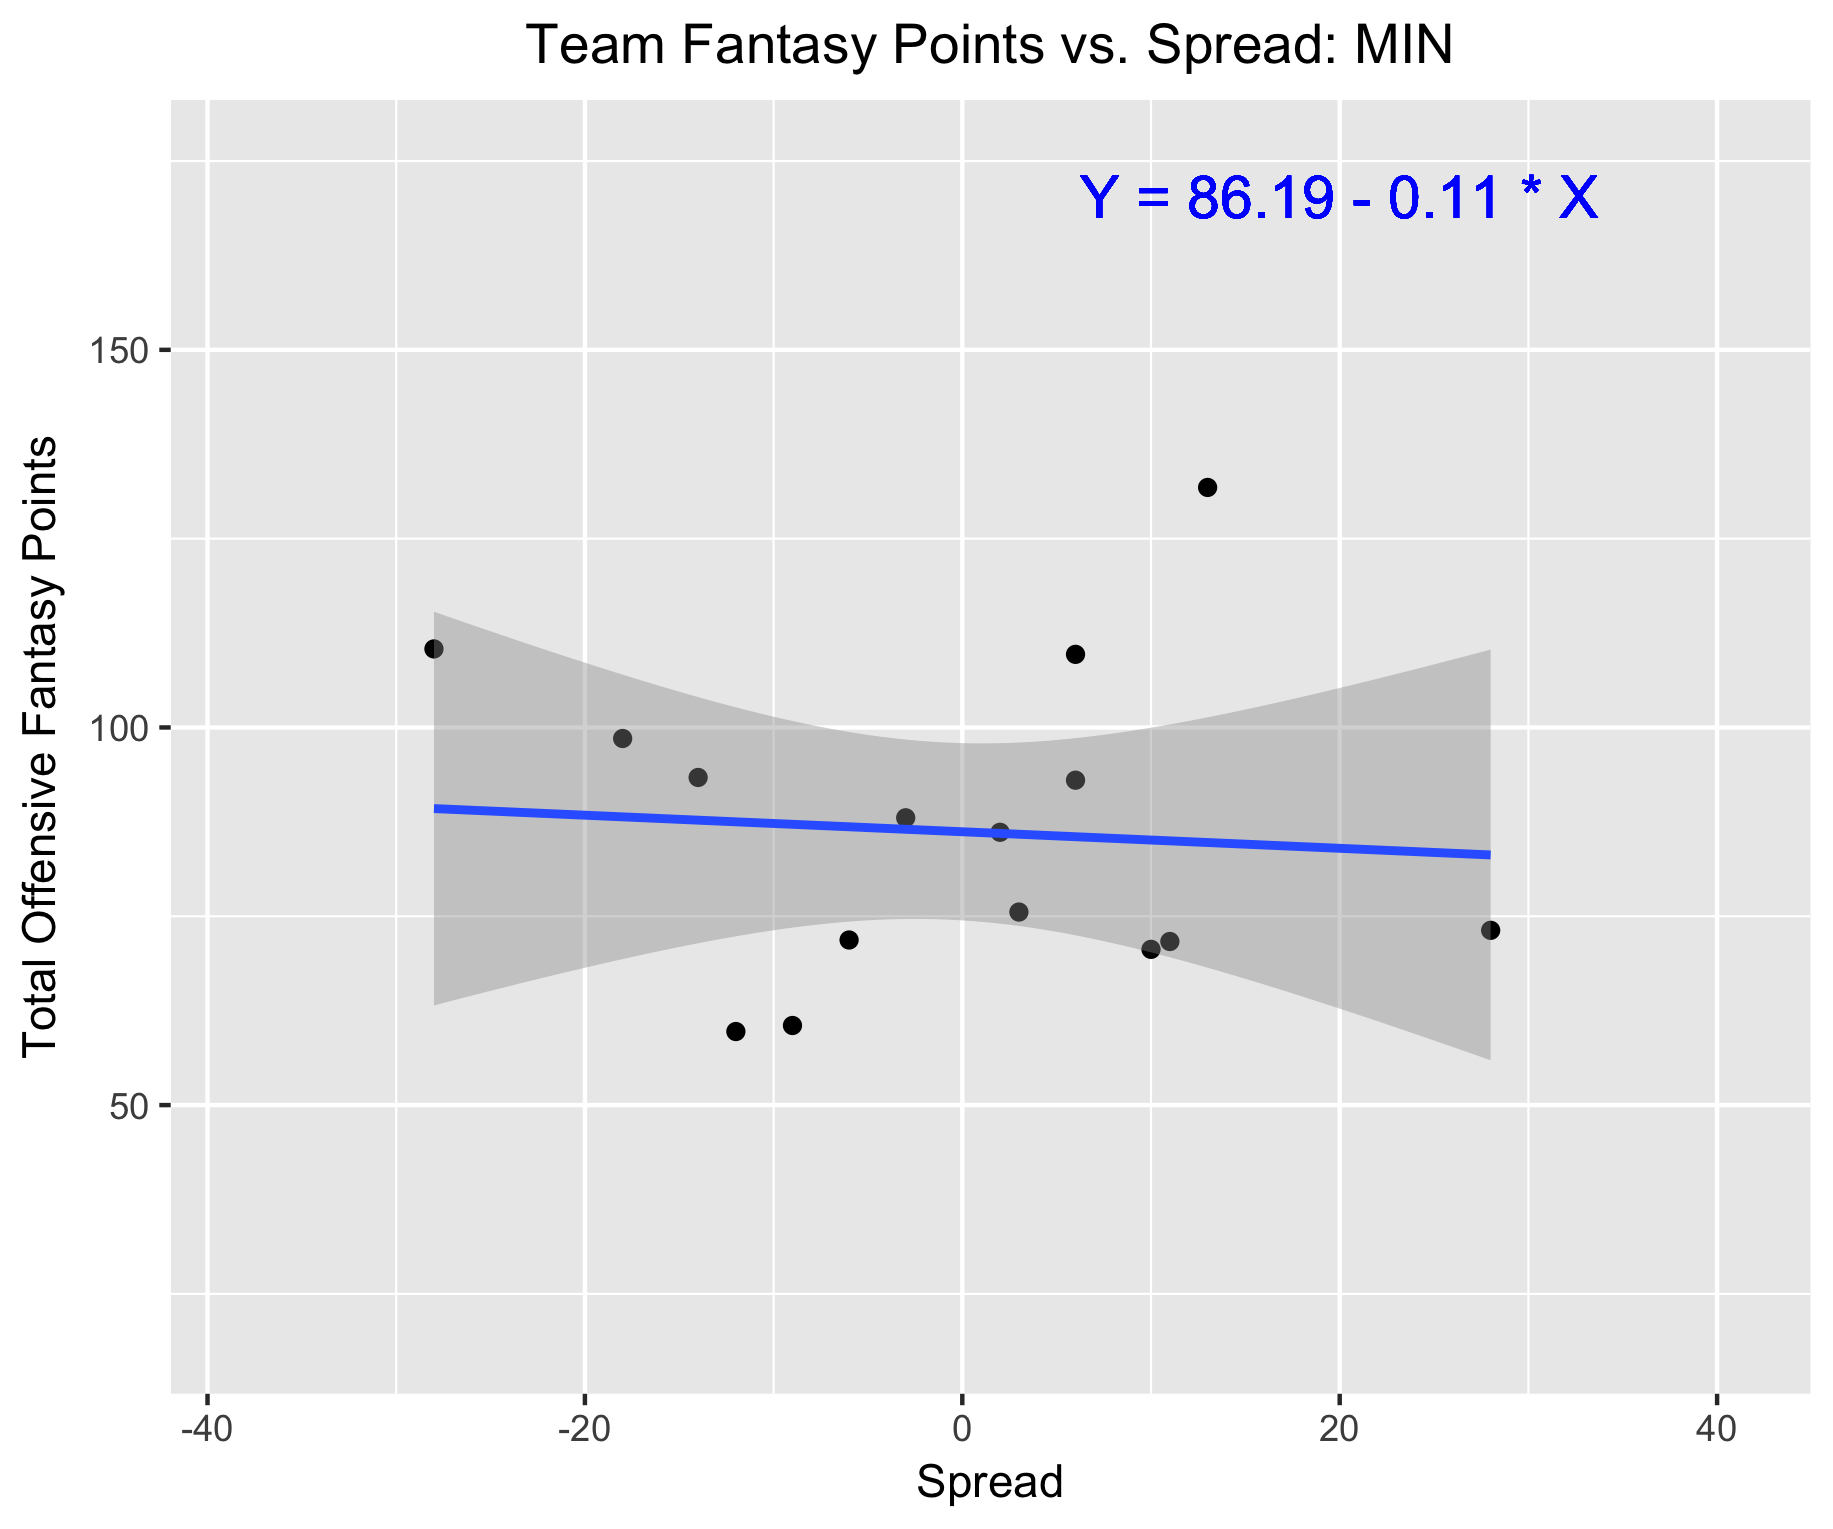 Team Fantasy Points vs. Spread: MIN
Y = 86.19 - 0.11 * X
Total Offensive Fantasy Points
150
100
50
-40
-20
0
20
40
Spread